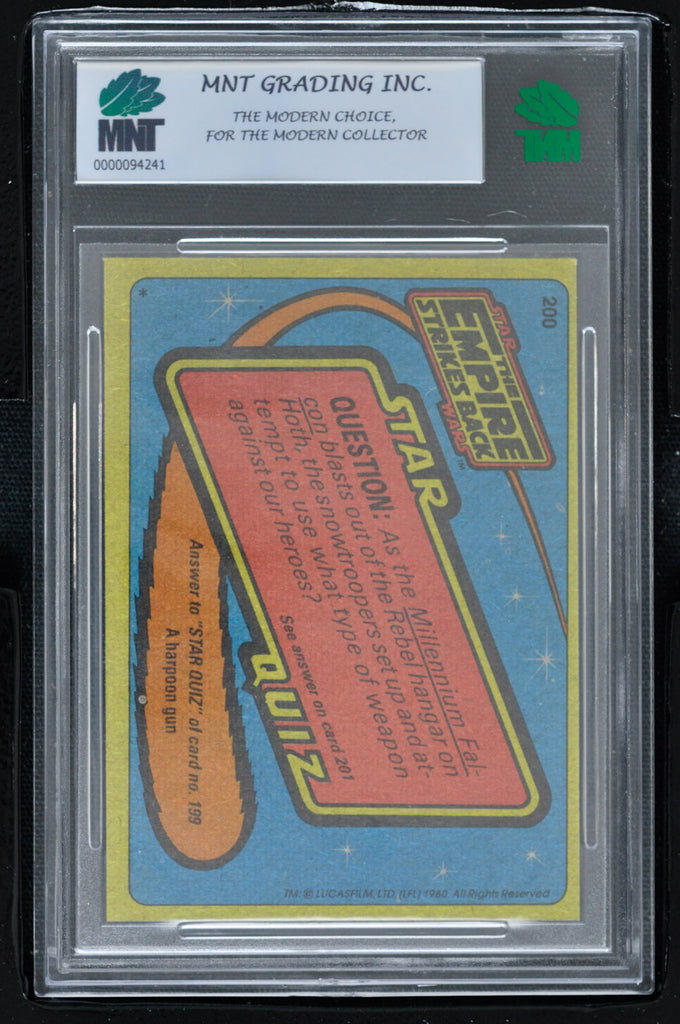 MNT GRADING INC.
THE MODERN CHOICE,
FOR THE MODERN COLLECTOR
MNT
0000094241
MNT
*
200
STAR
THE
EMPIRE
STRIKES BACK
WARS™
STAR
QUESTION: As the Millennium Fal-
con blasts out of the Rebel hangar on
Hoth, the snowtroopers set up and at-
tempt to use what type of weapon
against our heroes?
See answer on card 201
QUIZ
Answer to "STAR QUIZ" of card no. 199
A harpoon gun
TM: © LUCASFILM, LTD. (LFL) 1980. All Rights Reserved